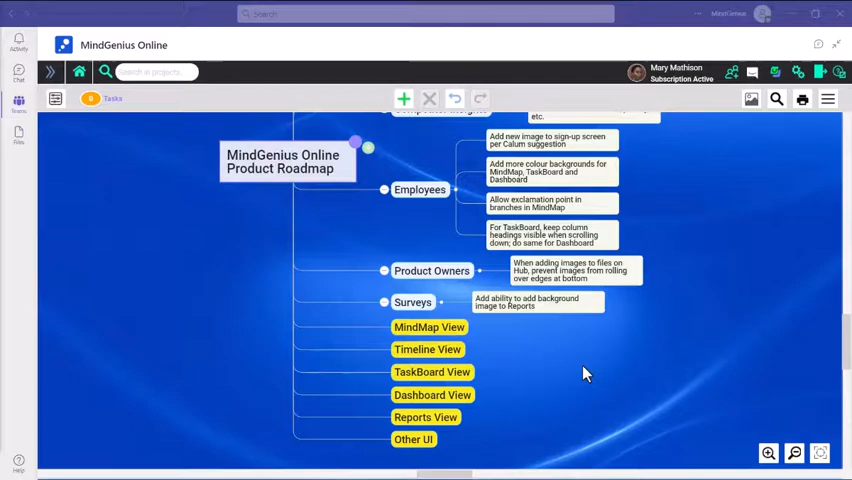 Search
MindGenius
Activity
Chat
Teams
Files
Help
MindGenius Online
Search in projects...
Mary Mathison
Subscription Active
0
Tasks
Competitor Insights
etc.
MindGenius Online
Product Roadmap
Employees
Add new image to sign-up screen
per Calum suggestion
Add more colour backgrounds for
MindMap, TaskBoard and
Dashboard
Allow exclamation point in
branches in MindMap
For TaskBoard, keep column
headings visible when scrolling
down; do same for Dashboard
Product Owners
When adding images to files on
Hub, prevent images from rolling
over edges at bottom
Surveys
Add ability to add background
image to Reports
MindMap View
Timeline View
TaskBoard View
Dashboard View
Reports View
Other UI